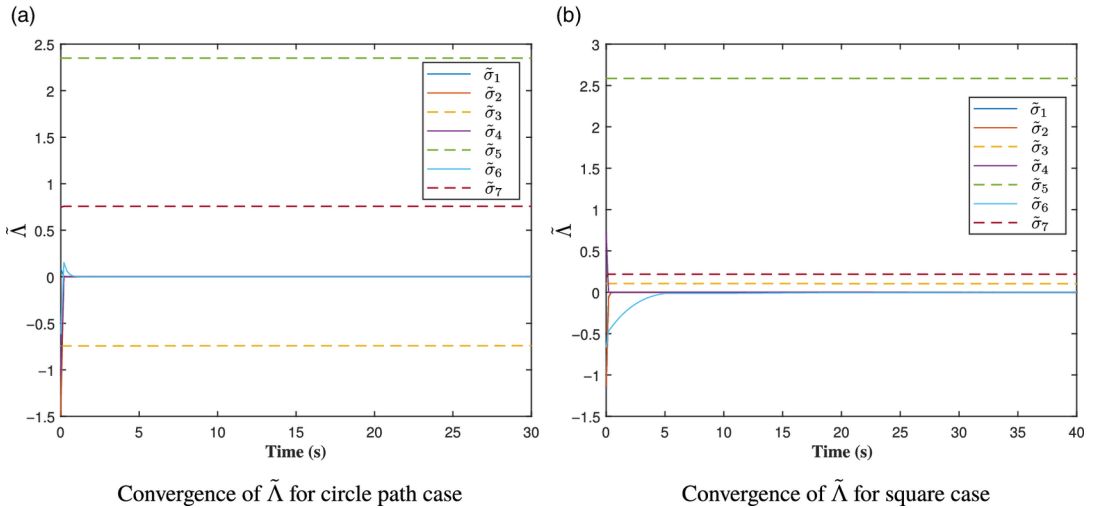 (a)
2.5
2
1.5
1
0.5
0
−0.5
−1
−1.5
Λ̃
0 5 10 15 20 25 30
Time (s)
σ̃1
σ̃2
σ̃3
σ̃4
σ̃5
σ̃6
σ̃7
Convergence of Λ̃ for circle path case
(b)
3
2.5
2
1.5
1
0.5
0
−0.5
−1
−1.5
Λ̃
0 5 10 15 20 25 30 35 40
Time (s)
σ̃1
σ̃2
σ̃3
σ̃4
σ̃5
σ̃6
σ̃7
Convergence of Λ̃ for square case